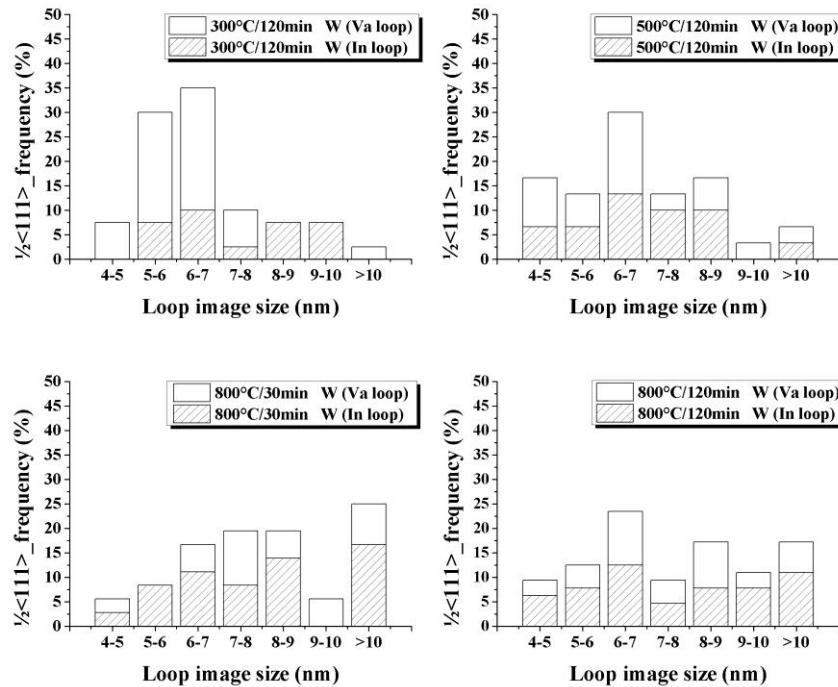 300°C/120min W (Va loop)
300°C/120min W (In loop)
½<111>_frequency (%)
50
45
40
35
30
25
20
15
10
5
0
4-5 5-6 6-7 7-8 8-9 9-10 >10
Loop image size (nm)
500°C/120min W (Va loop)
500°C/120min W (In loop)
½<111>_frequency (%)
50
45
40
35
30
25
20
15
10
5
0
4-5 5-6 6-7 7-8 8-9 9-10 >10
Loop image size (nm)
800°C/30min W (Va loop)
800°C/30min W (In loop)
½<111>_frequency (%)
50
45
40
35
30
25
20
15
10
5
0
4-5 5-6 6-7 7-8 8-9 9-10 >10
Loop image size (nm)
800°C/120min W (Va loop)
800°C/120min W (In loop)
½<111>_frequency (%)
50
45
40
35
30
25
20
15
10
5
0
4-5 5-6 6-7 7-8 8-9 9-10 >10
Loop image size (nm)